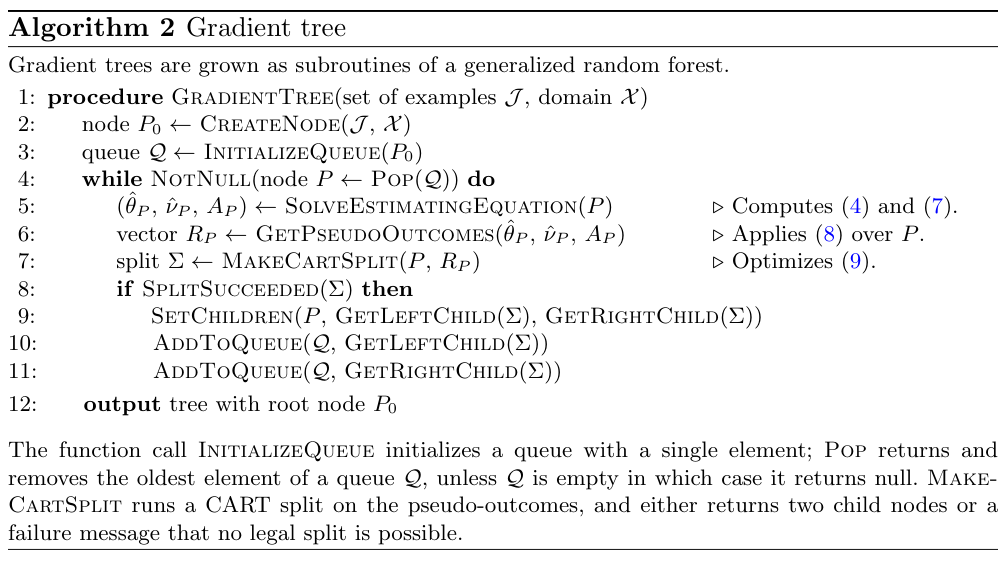 Algorithm 2 Gradient tree
Gradient trees are grown as subroutines of a generalized random forest.
1: procedure GRADIENTTREE(set of examples 𝒥, domain 𝒳)
2: node P₀ ← CREATENODE(𝒥, 𝒳)
3: queue 𝒬 ← INITIALIZEQUEUE(P₀)
4: while NOTNULL(node P ← POP(𝒬)) do
5: (θ̂_P, ν̂_P, A_P) ← SOLVEESTIMATINGEQUATION(P) ▷ Computes (4) and (7).
6: vector R_P ← GETPSEUDOOUTCOMES(θ̂_P, ν̂_P, A_P) ▷ Applies (8) over P.
7: split Σ ← MAKECARTSPLIT(P, R_P) ▷ Optimizes (9).
8: if SPLITSUCCEEDED(Σ) then
9: SETCHILDREN(P, GETLEFTCHILD(Σ), GETRIGHTCHILD(Σ))
10: ADDTOQUEUE(𝒬, GETLEFTCHILD(Σ))
11: ADDTOQUEUE(𝒬, GETRIGHTCHILD(Σ))
12: output tree with root node P₀
The function call INITIALIZEQUEUE initializes a queue with a single element; POP returns and
removes the oldest element of a queue 𝒬, unless 𝒬 is empty in which case it returns null. MAKE-
CARTSPLIT runs a CART split on the pseudo-outcomes, and either returns two child nodes or a
failure message that no legal split is possible.